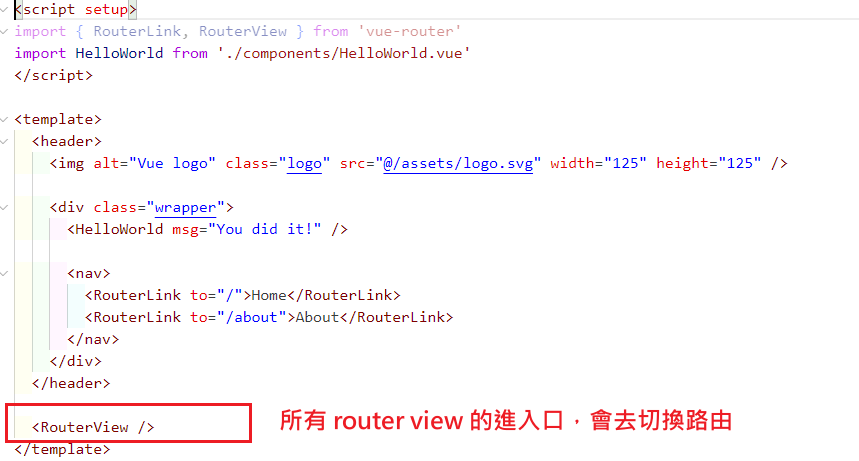 <script setup>
import { RouterLink, RouterView } from 'vue-router'
import HelloWorld from './components/HelloWorld.vue'
</script>
<template>
<header>
<img alt="Vue logo" class="logo" src="@/assets/logo.svg" width="125" height="125" />
<div class="wrapper">
<HelloWorld msg="You did it!" />
<nav>
<RouterLink to="/">Home</RouterLink>
<RouterLink to="/about">About</RouterLink>
</nav>
</div>
</header>
<RouterView />
所有 router view 的進入口，會去切換路由
</template>